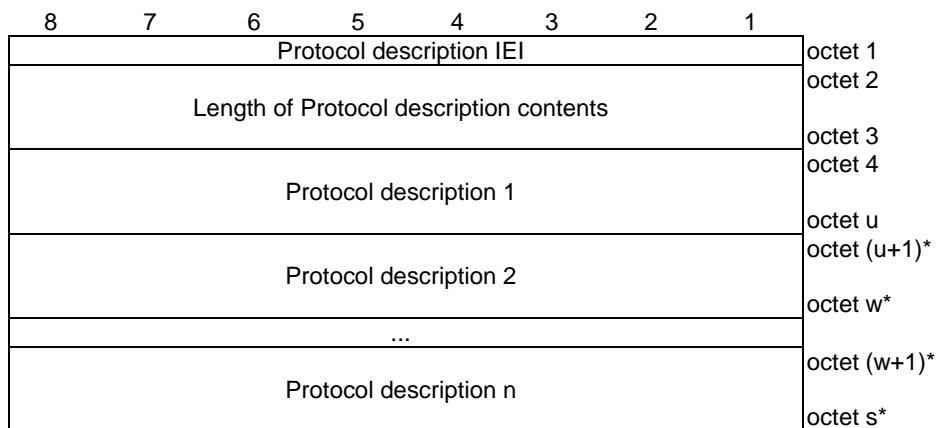 8 7 6 5 4 3 2 1
Protocol description IEI octet 1
octet 2
Length of Protocol description contents
octet 3
octet 4
Protocol description 1
octet u
octet (u+1)*
Protocol description 2
octet w*
...
octet (w+1)*
Protocol description n
octet s*